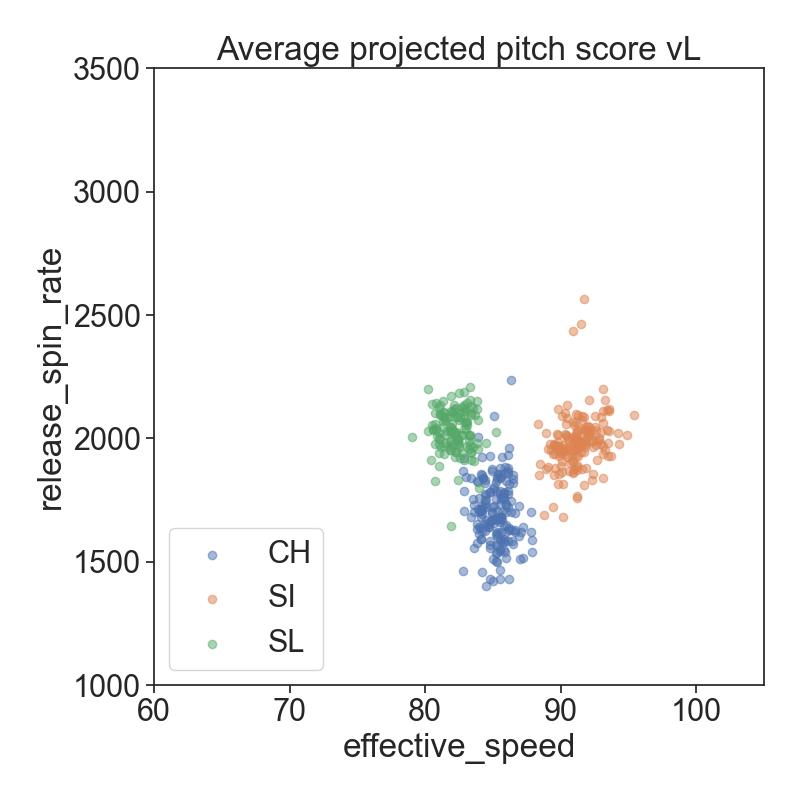 Average projected pitch score vL
3500
3000
2500
2000
1500
1000
release_spin_rate
CH
SI
SL
60
70
80
90
100
effective_speed